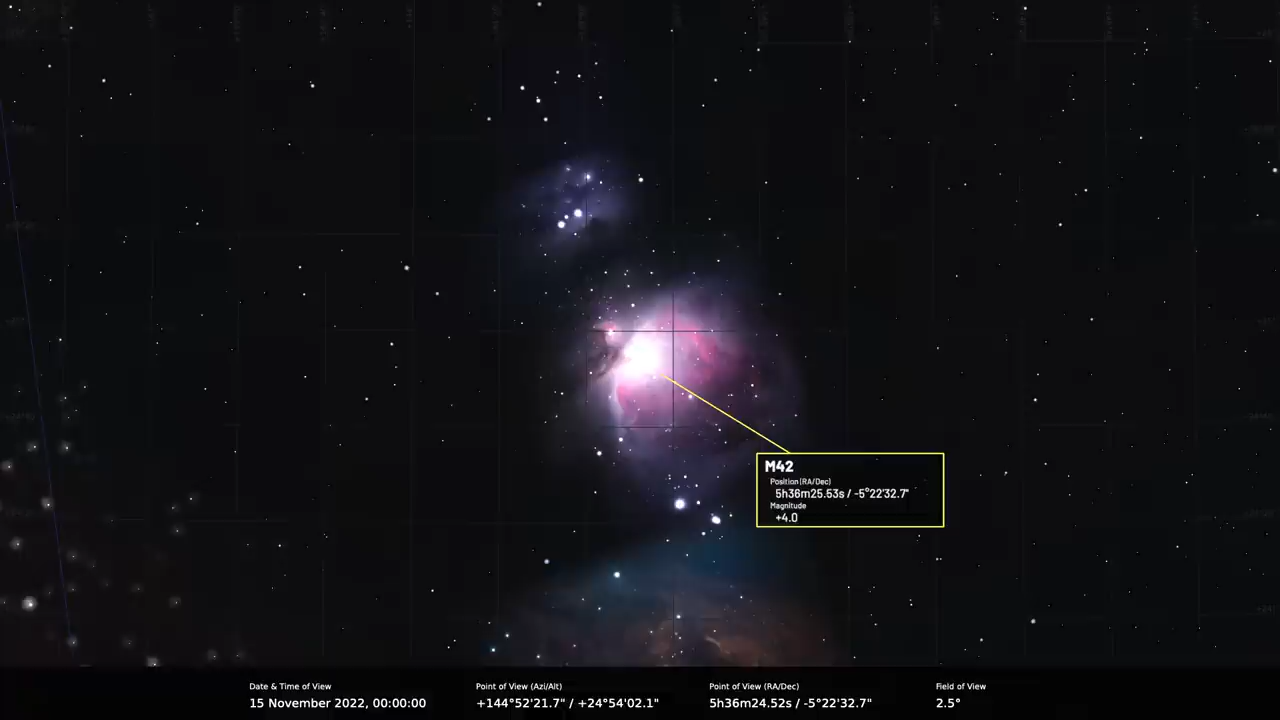 M42
Position (RA/Dec)
5h36m25.53s / -5°22'32.7"
Magnitude
+4.0
Date & Time of View
15 November 2022, 00:00:00
Point of View (Azi/Alt)
+144°52'21.7" / +24°54'02.1"
Point of View (RA/Dec)
5h36m24.52s / -5°22'32.7"
Field of View
2.5°